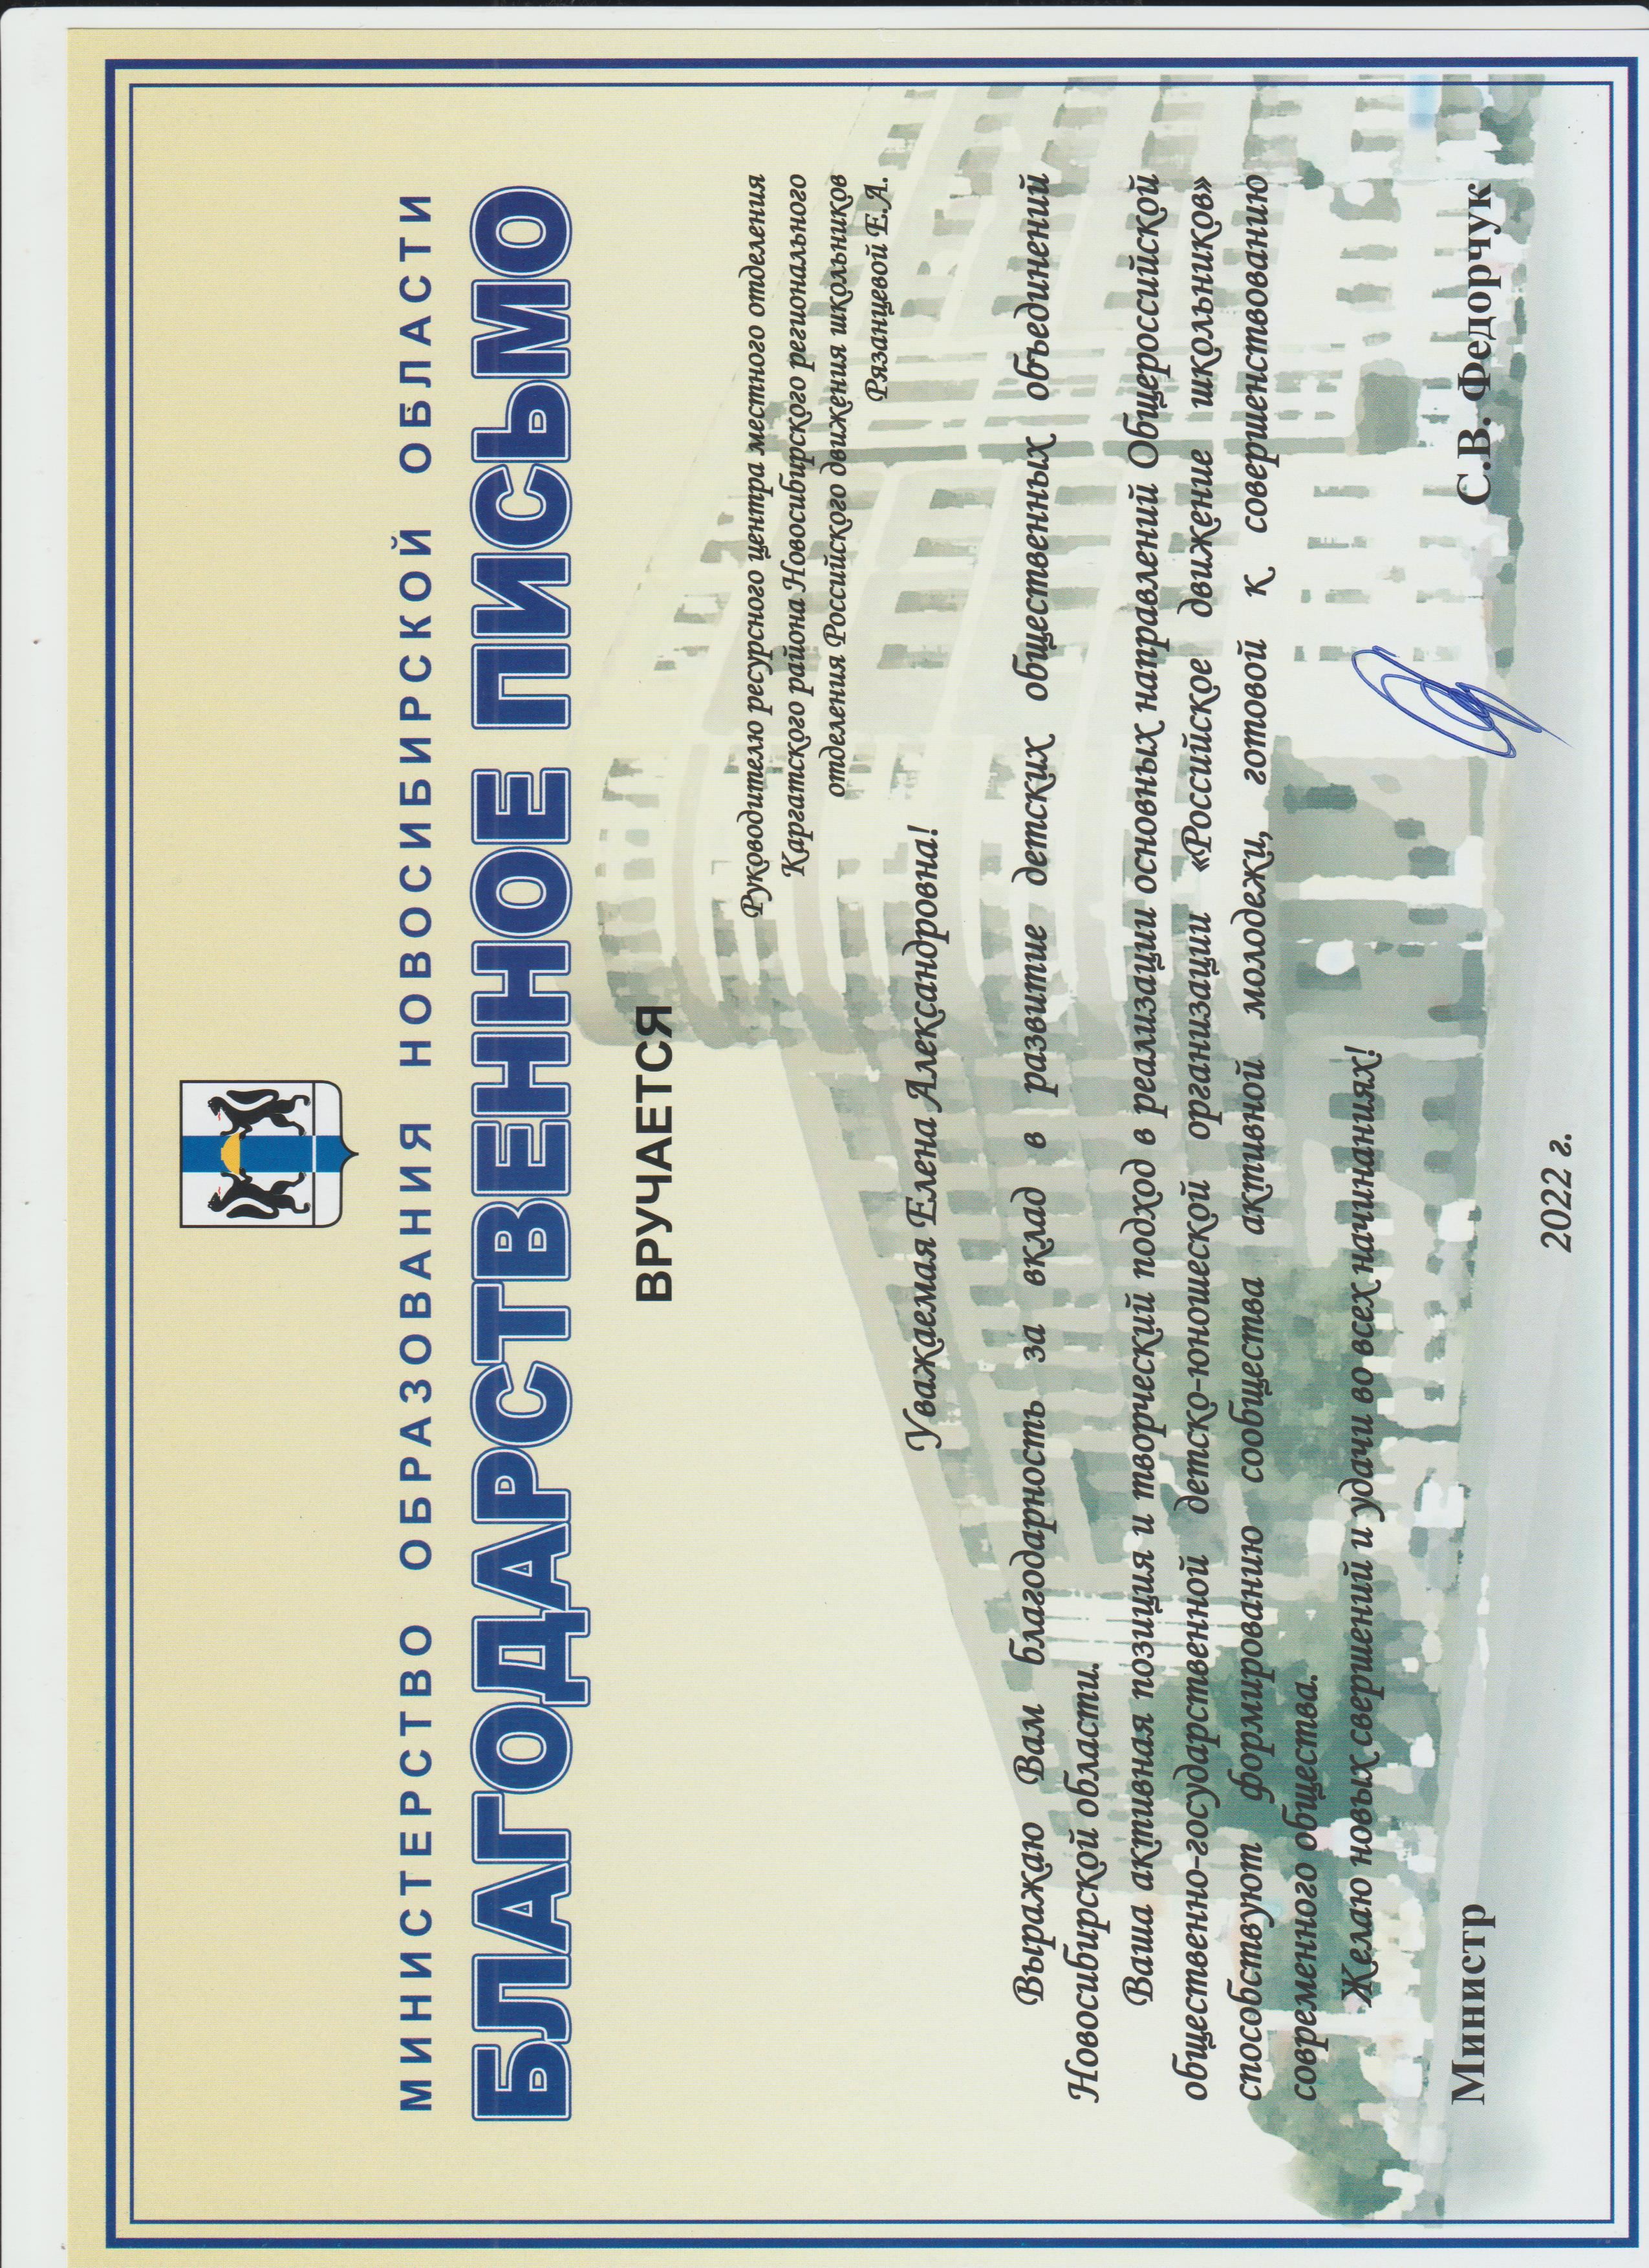 МИНИСТЕРСТВО ОБРАЗОВАНИЯ НОВОСИБИРСКОЙ ОБЛАСТИ
БЛАГОДАРСТВЕННОЕ ПИСЬМО
ВРУЧАЕТСЯ
Руководителю ресурсного центра местного отделения
Каргатского района Новосибирского регионального
отделения Российского движения школьников
Рязанцевой Е.А.
Уважаемая Елена Александровна!
Выражаю Вам благодарность за вклад в развитие детских общественных объединений
Новосибирской области.
Ваша активная позиция и творческий подход в реализации основных направлений Общероссийской
общественно-государственной детско-юношеской организации «Российское движение школьников»
способствуют формированию сообщества активной молодежи, готовой к совершенствованию
современного общества.
Желаю новых свершений и удачи во всех начинаниях!
Министр С.В. Федорчук
2022 г.